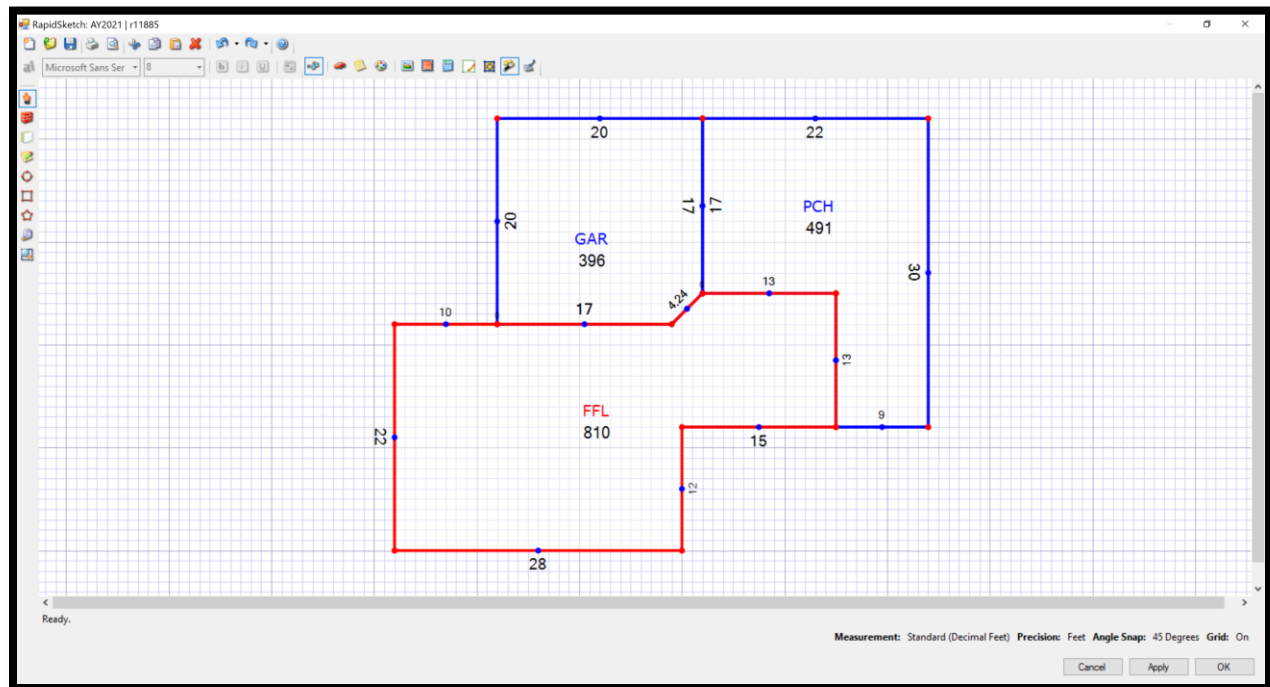 RapidSketch: AY2021 | r11885
Microsoft Sans Ser 8
20 22
17 17
20
PCH
491
GAR
396
30
4.24 13
10 17
13
FFL
810
9
22
15
12
28
Ready.
Measurement: Standard (Decimal Feet) Precision: Feet Angle Snap: 45 Degrees Grid: On
Cancel Apply OK